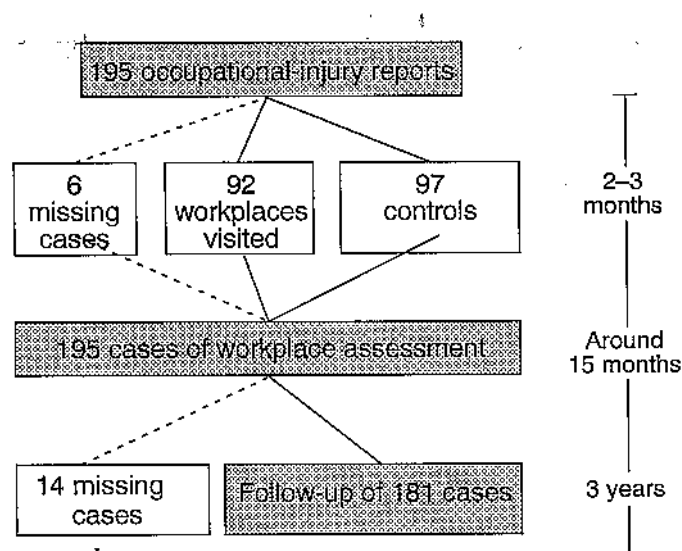 195 occupational injury reports
6
missing
cases
92
workplaces
visited
97
controls
2–3
months
195 cases of workplace assessment
Around
15 months
14 missing
cases
Follow-up of 181 cases
3 years